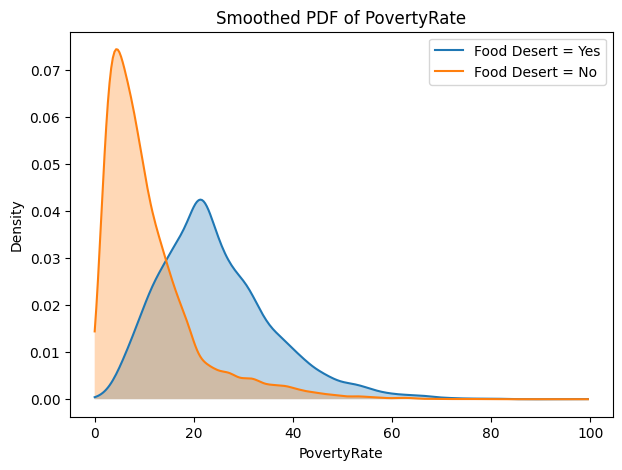 Smoothed PDF of PovertyRate
Food Desert = Yes
Food Desert = No
0.07
0.06
0.05
0.04
0.03
0.02
0.01
0.00
Density
0 20 40 60 80 100
PovertyRate